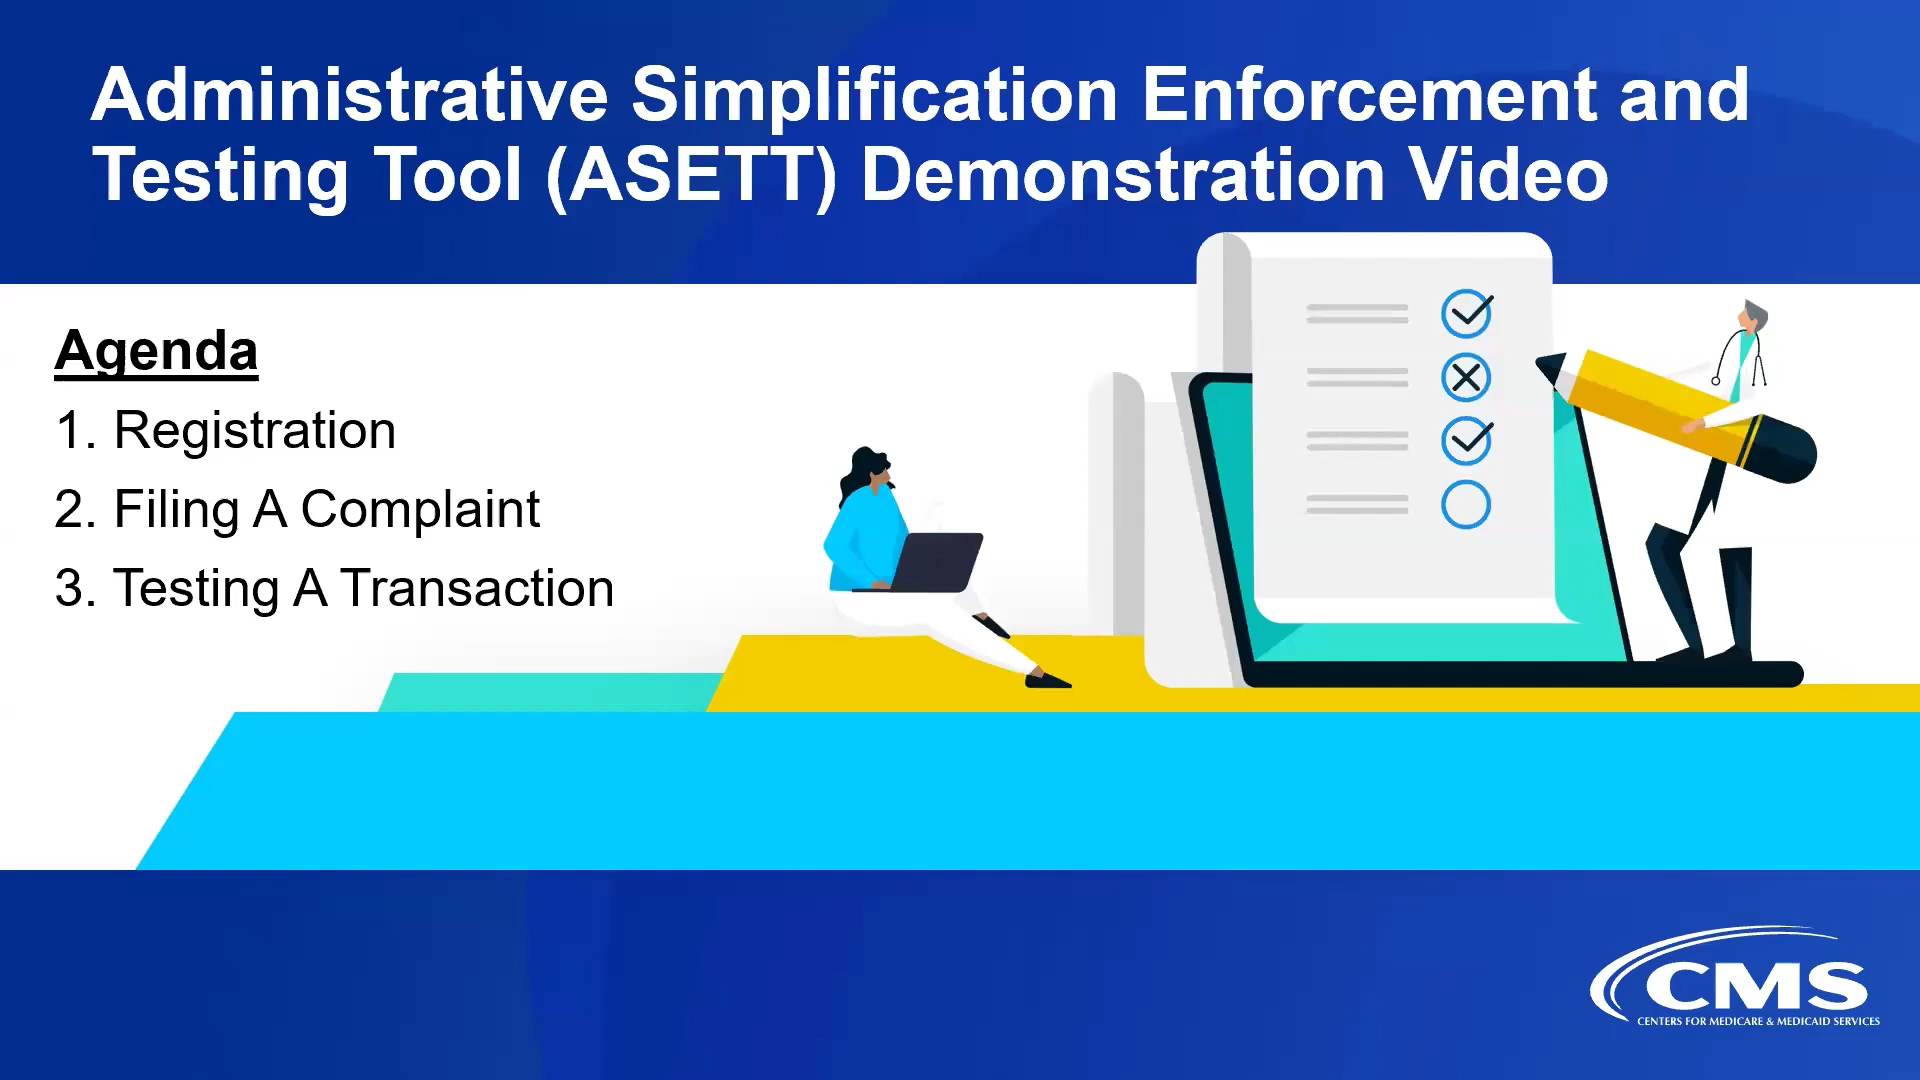 Administrative Simplification Enforcement and
Testing Tool (ASETT) Demonstration Video
Agenda
1. Registration
2. Filing A Complaint
3. Testing A Transaction
CMS
CENTERS FOR MEDICARE & MEDICAID SERVICES